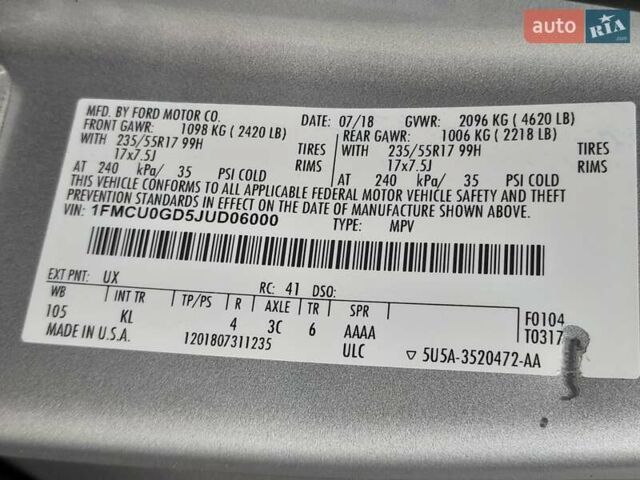 auto RIA.com
MFD. BY FORD MOTOR CO.
DATE: 07/18 GVWR: 2096 KG ( 4620 LB)
FRONT GAWR: 1098 KG ( 2420 LB) REAR GAWR: 1006 KG ( 2218 LB)
WITH 235/55R17 99H TIRES WITH 235/55R17 99H TIRES
17x7.5J RIMS 17x7.5J RIMS
AT 240 kPa/ 35 PSI COLD AT 240 kPa/ 35 PSI COLD
THIS VEHICLE CONFORMS TO ALL APPLICABLE FEDERAL MOTOR VEHICLE SAFETY AND THEFT
PREVENTION STANDARDS IN EFFECT ON THE DATE OF MANUFACTURE SHOWN ABOVE.
VIN: 1FMCU0GD5JUD06000 TYPE: MPV
EXT PNT: UX RC: 41 DSO:
WB INT TR TP/PS R AXLE TR SPR F0104
105 KL 4 3C 6 AAAA T0317
MADE IN U.S.A. 1201807311235 ULC ▽ 5U5A-3520472-AA